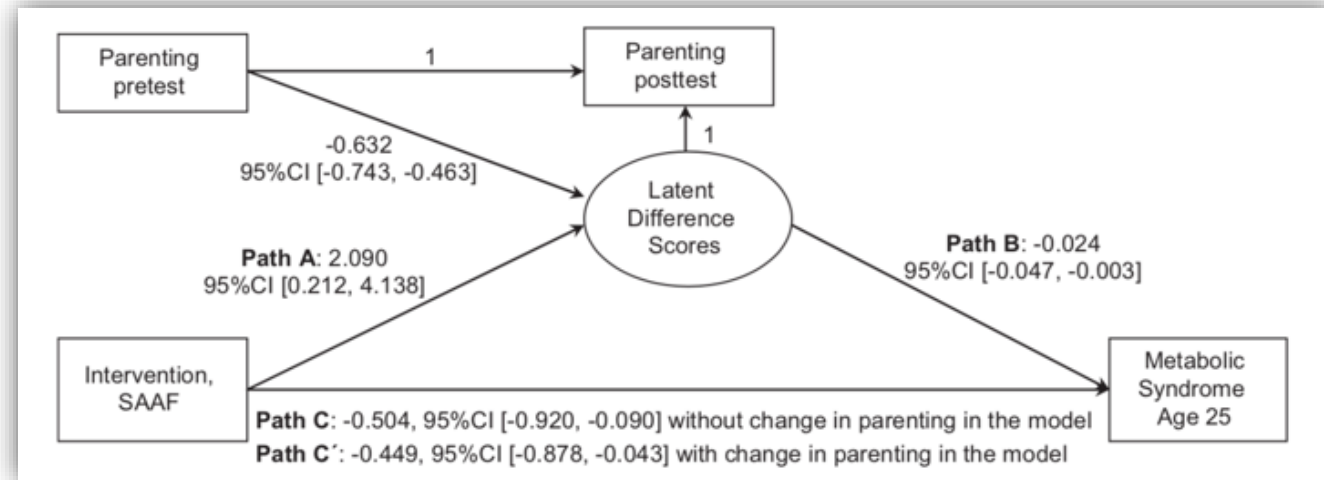 Parenting
pretest
1
Parenting
posttest
-0.632
95%CI [-0.743, -0.463]
1
Latent
Difference
Scores
Path A: 2.090
95%CI [0.212, 4.138]
Path B: -0.024
95%CI [-0.047, -0.003]
Intervention,
SAAF
Metabolic
Syndrome
Age 25
Path C: -0.504, 95%CI [-0.920, -0.090] without change in parenting in the model
Path C´: -0.449, 95%CI [-0.878, -0.043] with change in parenting in the model